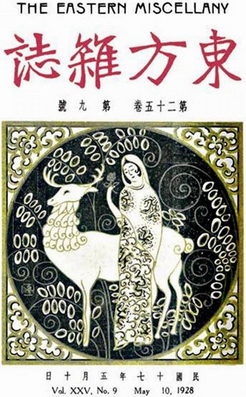 THE EASTERN MISCELLANY
東方雜誌
第二十五卷 第九號
民國十七年五月十日
Vol. XXV, No. 9 May 10, 1928